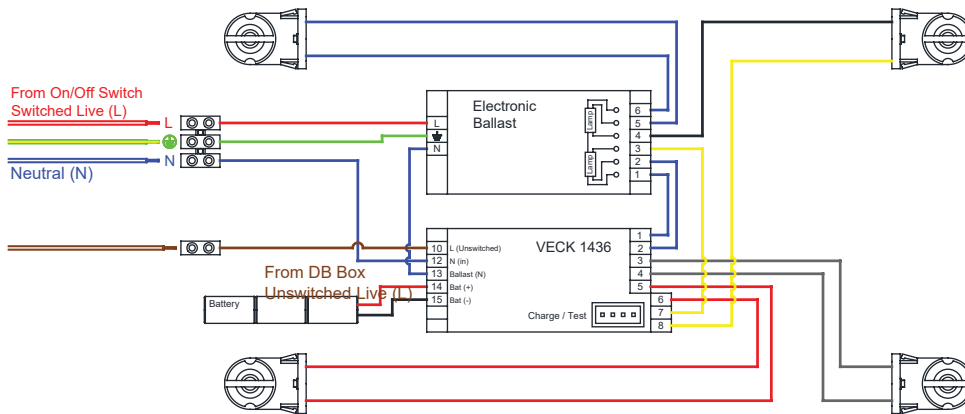 From On/Off Switch
Switched Live (L)
L
N
Neutral (N)
Electronic
Ballast
L
N
Lamp
Lamp
6
5
4
3
2
1
VECK 1436
10 L (Unswitched)
12 N (in)
13 Ballast (N)
14 Bat (+)
15 Bat (-)
1
2
3
4
5
6
7
8
Charge / Test
From DB Box
Unswitched Live (L)
Battery